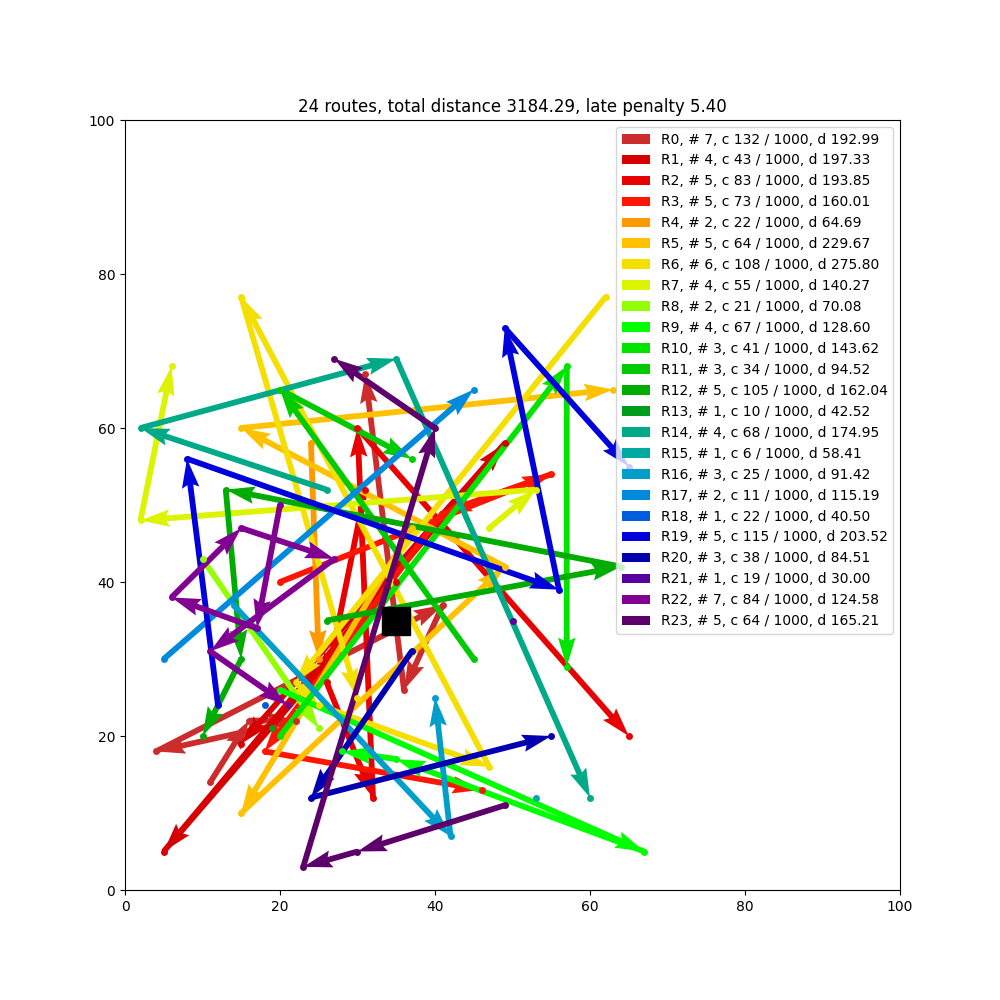 24 routes, total distance 3184.29, late penalty 5.40
R0, # 7, c 132 / 1000, d 192.99
R1, # 4, c 43 / 1000, d 197.33
R2, # 5, c 83 / 1000, d 193.85
R3, # 5, c 73 / 1000, d 160.01
R4, # 2, c 22 / 1000, d 64.69
R5, # 5, c 64 / 1000, d 229.67
R6, # 6, c 108 / 1000, d 275.80
R7, # 4, c 55 / 1000, d 140.27
R8, # 2, c 21 / 1000, d 70.08
R9, # 4, c 67 / 1000, d 128.60
R10, # 3, c 41 / 1000, d 143.62
R11, # 3, c 34 / 1000, d 94.52
R12, # 5, c 105 / 1000, d 162.04
R13, # 1, c 10 / 1000, d 42.52
R14, # 4, c 68 / 1000, d 174.95
R15, # 1, c 6 / 1000, d 58.41
R16, # 3, c 25 / 1000, d 91.42
R17, # 2, c 11 / 1000, d 115.19
R18, # 1, c 22 / 1000, d 40.50
R19, # 5, c 115 / 1000, d 203.52
R20, # 3, c 38 / 1000, d 84.51
R21, # 1, c 19 / 1000, d 30.00
R22, # 7, c 84 / 1000, d 124.58
R23, # 5, c 64 / 1000, d 165.21
100
80
60
40
20
0
0 20 40 60 80 100